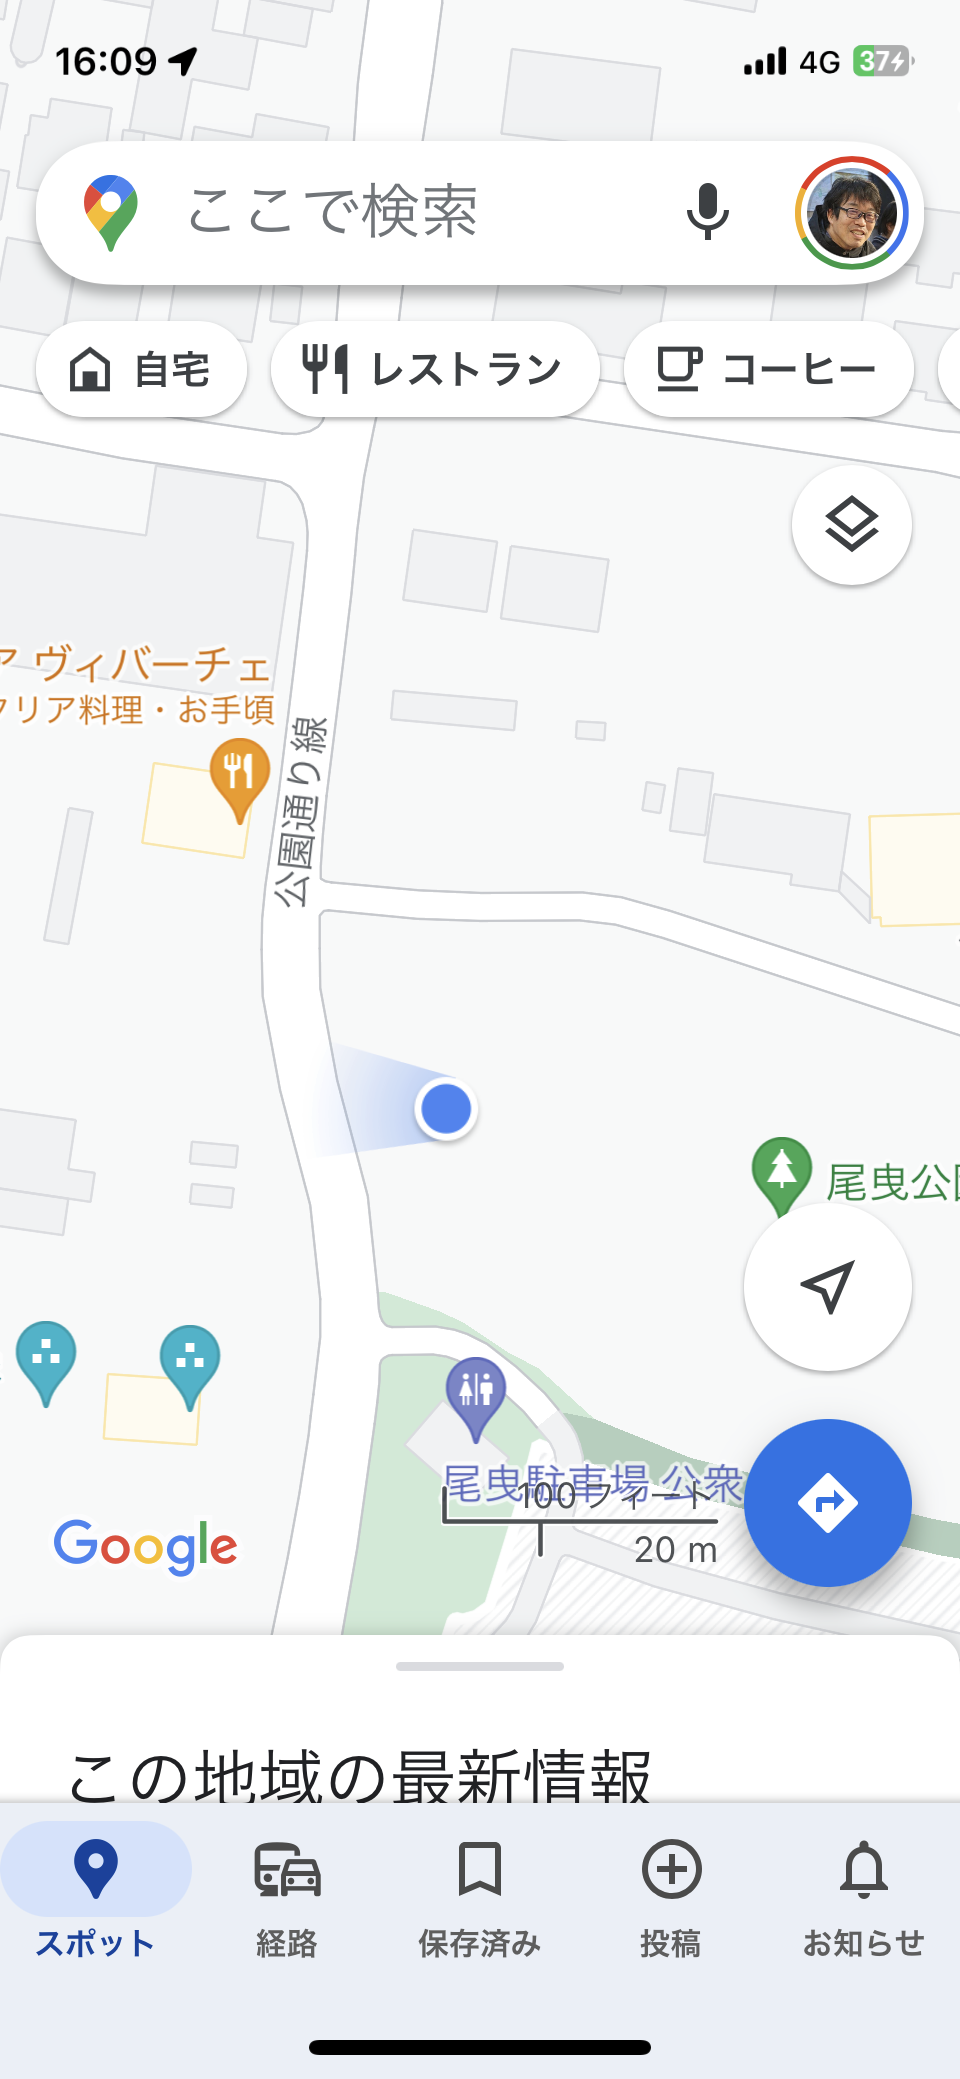 16:09
4G
37
ここで検索
自宅
レストラン
コーヒー
ア ヴィバーチェ
タリア料理・お手頃
公園通り線
尾曳公園
尾曳駐車場 公衆
100 フィート
20 m
Google
この地域の最新情報
スポット
経路
保存済み
投稿
お知らせ